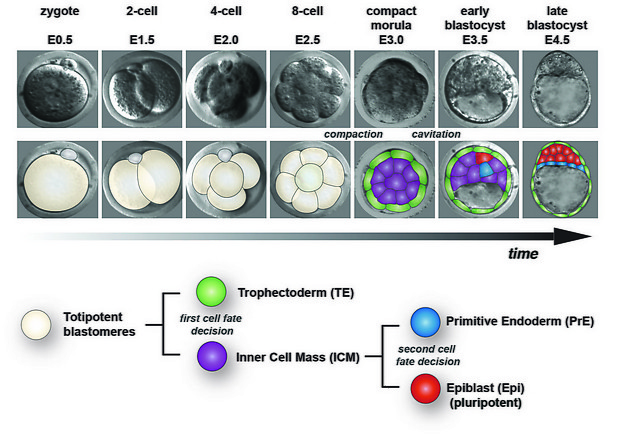 zygote
E0.5
2-cell
E1.5
4-cell
E2.0
8-cell
E2.5
compact
morula
E3.0
early
blastocyst
E3.5
late
blastocyst
E4.5
compaction
cavitation
time
Totipotent
blastomeres
Trophectoderm (TE)
first cell fate
decision
Inner Cell Mass (ICM)
Primitive Endoderm (PrE)
second cell
fate decision
Epiblast (Epi)
(pluripotent)